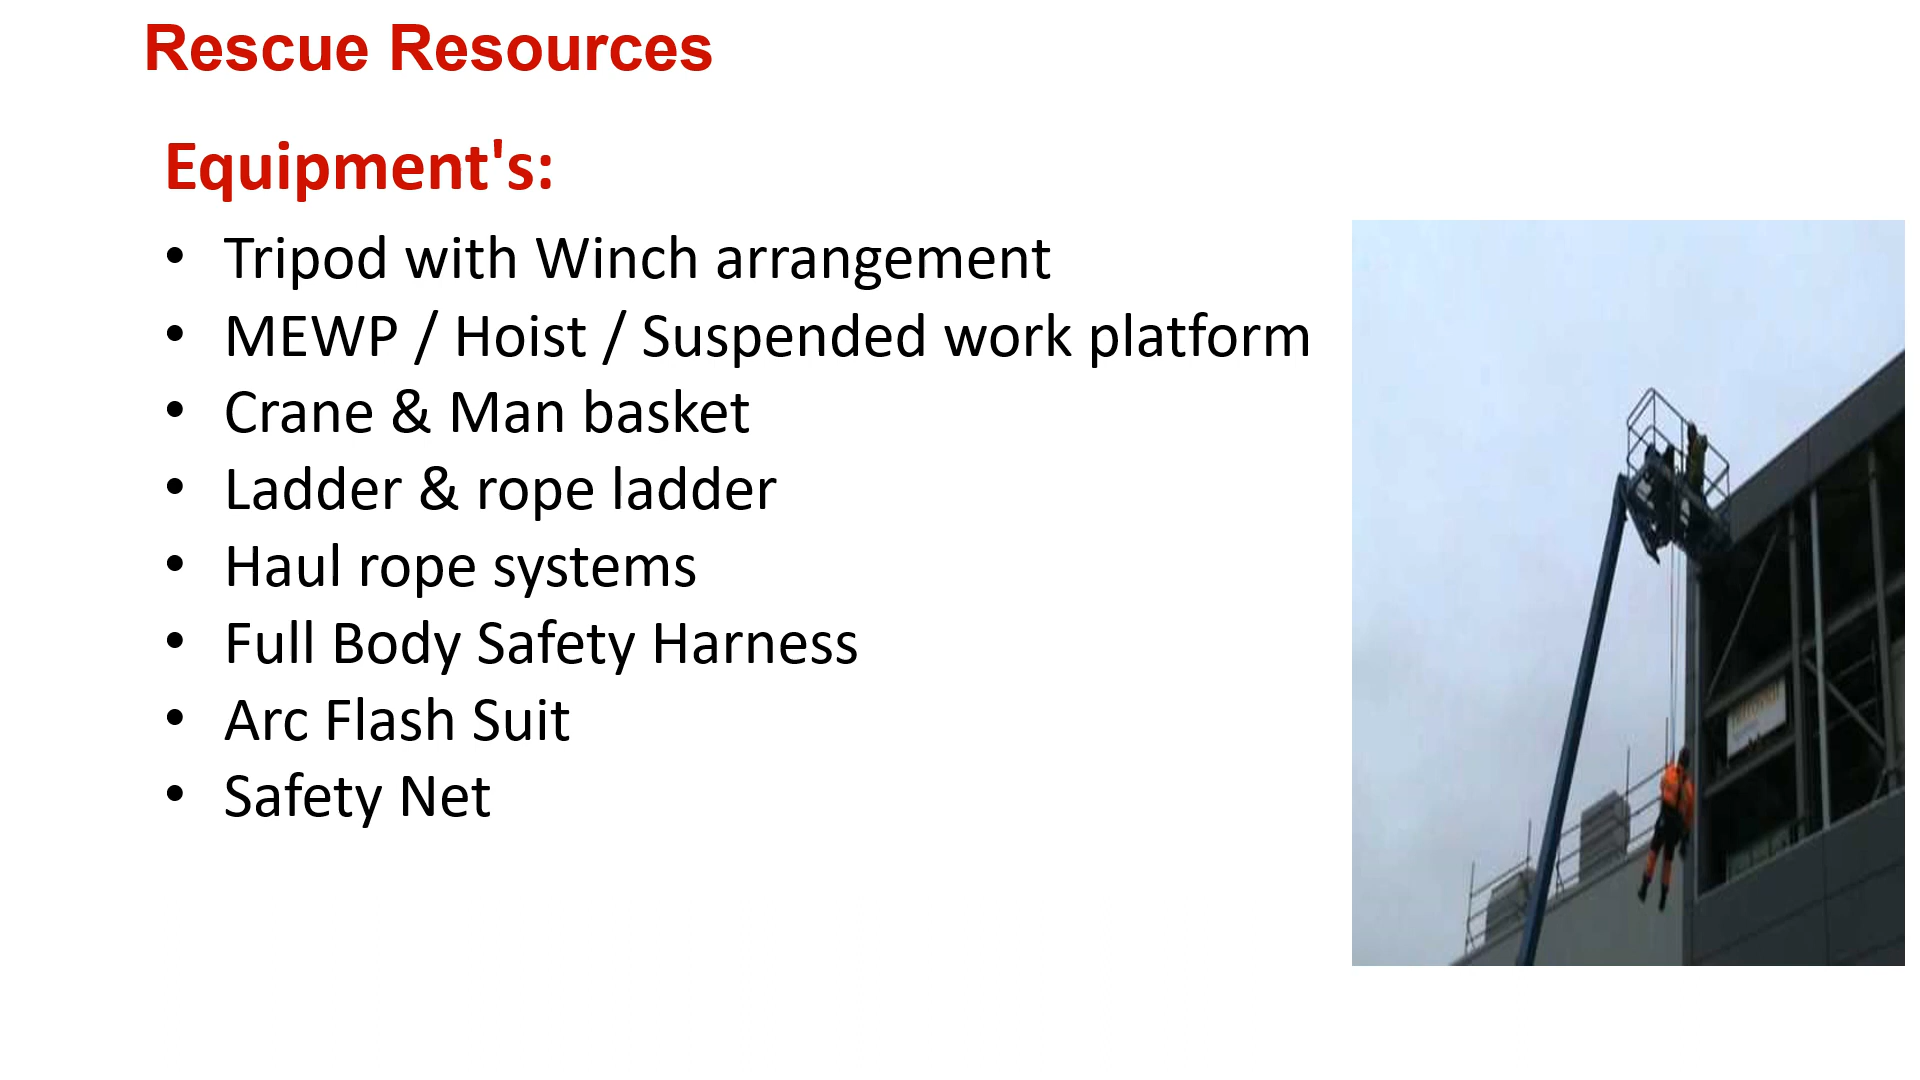 Rescue Resources
Equipment's:
• Tripod with Winch arrangement
• MEWP / Hoist / Suspended work platform
• Crane & Man basket
• Ladder & rope ladder
• Haul rope systems
• Full Body Safety Harness
• Arc Flash Suit
• Safety Net